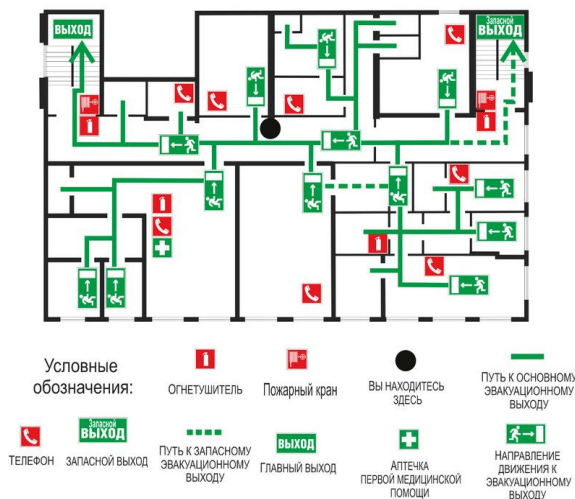 ВЫХОД
Запасной
ВЫХОД
Условные
обозначения:
ОГНЕТУШИТЕЛЬ
Пожарный кран
ВЫ НАХОДИТЕСЬ
ЗДЕСЬ
ПУТЬ К ОСНОВНОМУ
ЭВАКУАЦИОННОМУ
ВЫХОДУ
ТЕЛЕФОН
Запасной
ВЫХОД
ЗАПАСНОЙ ВЫХОД
ПУТЬ К ЗАПАСНОМУ
ЭВАКУАЦИОННОМУ
ВЫХОДУ
ВЫХОД
ГЛАВНЫЙ ВЫХОД
АПТЕЧКА
ПЕРВОЙ МЕДИЦИНСКОЙ
ПОМОЩИ
НАПРАВЛЕНИЕ
ДВИЖЕНИЯ К
ЭВАКУАЦИОННОМУ
ВЫХОДУ